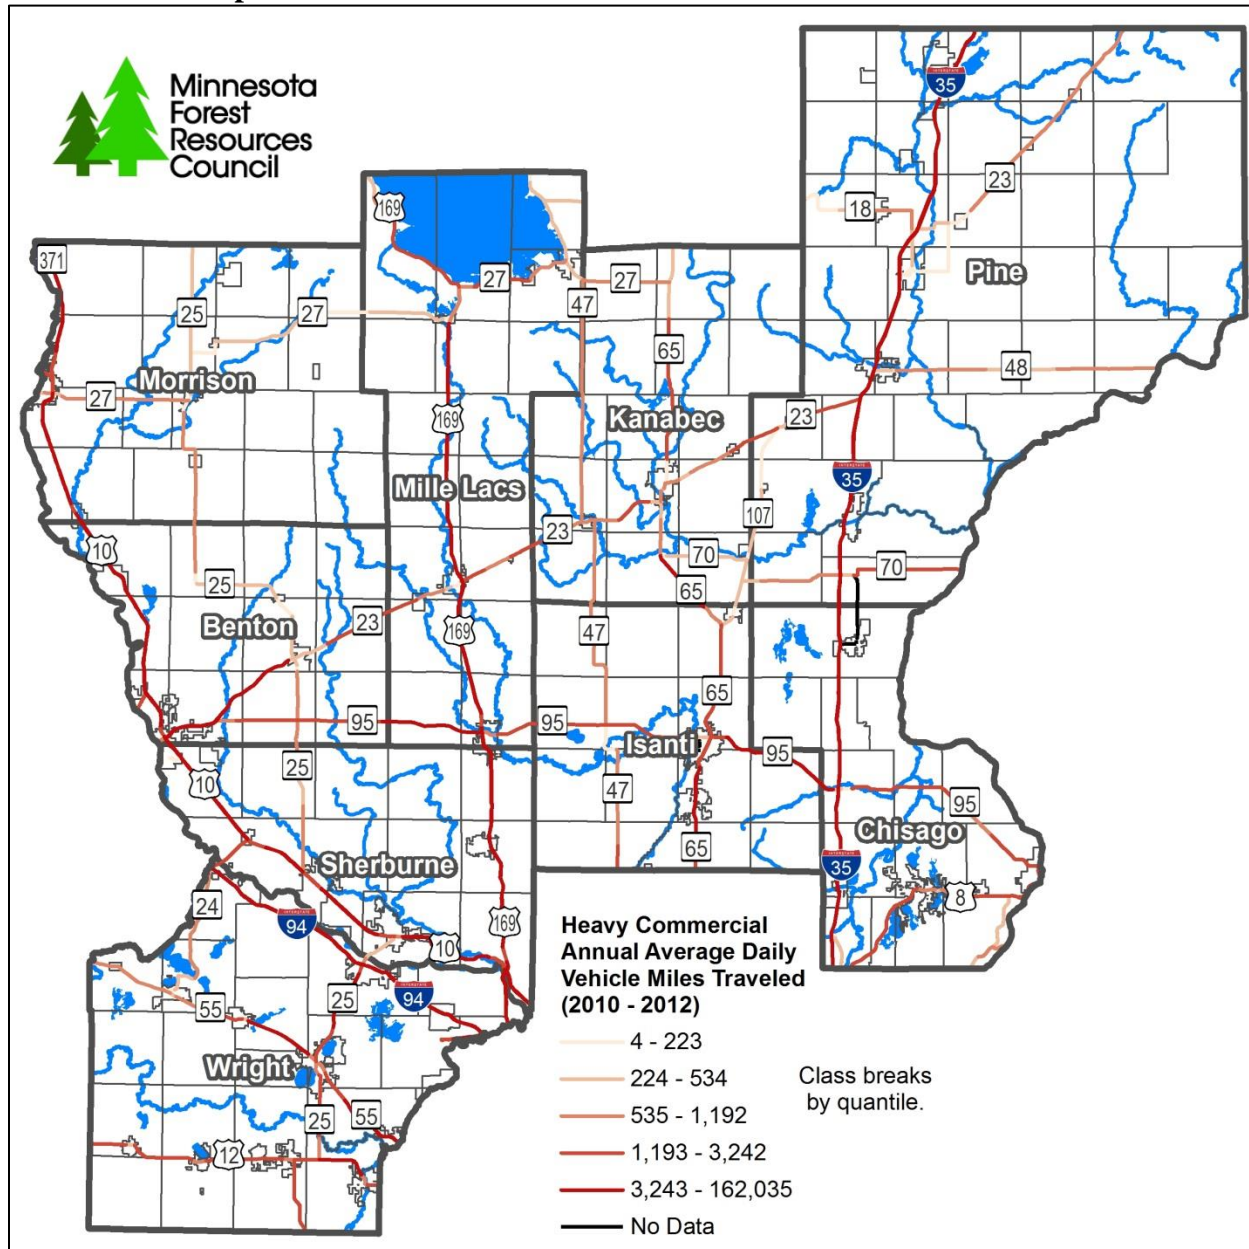 Minnesota
Forest
Resources
Council
35
23
18
Pine
169
371
27
27
47
25
27
65
48
Morrison
27
169
Kanabec
23
35
Mille Lacs
107
10
23
70
70
25
65
Benton
23
169
47
65
95
95
Isanti
95
25
10
47
95
Chisago
65
35
Sherburne
8
24
94
169
10
25
94
55
Wright
25
55
12
Heavy Commercial
Annual Average Daily
Vehicle Miles Traveled
(2010 - 2012)
4 - 223
224 - 534
535 - 1,192
1,193 - 3,242
3,243 - 162,035
No Data
Class breaks
by quantile.